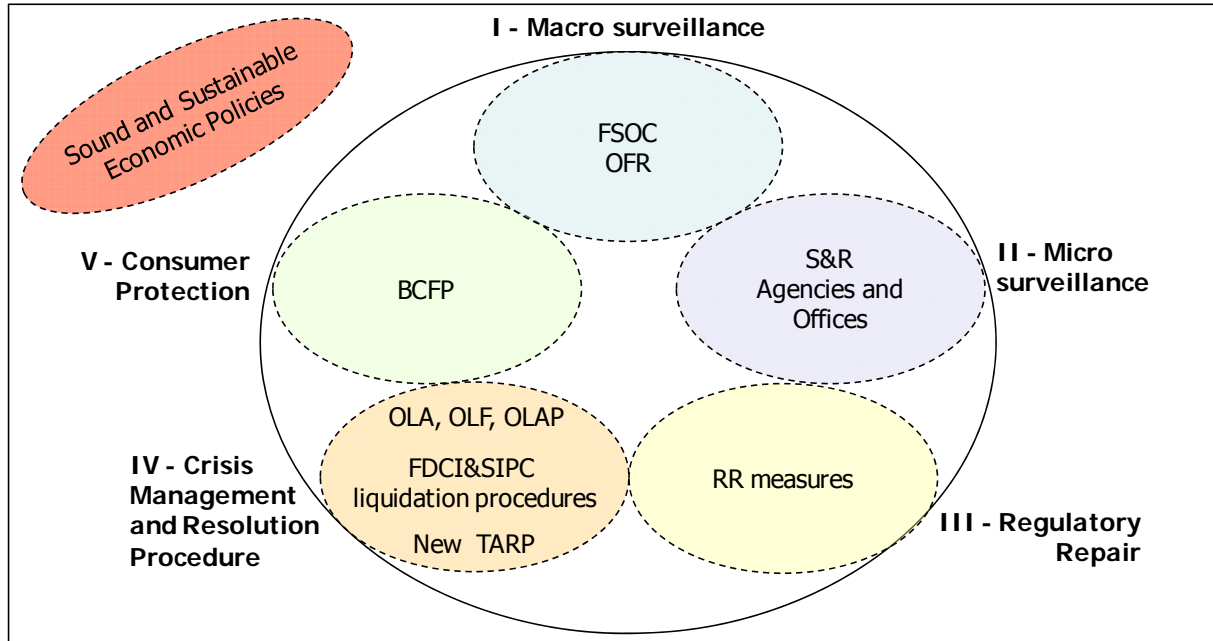 I - Macro surveillance
Sound and Sustainable
Economic Policies
FSOC
OFR
V - Consumer
Protection
BCFP
S&R
Agencies and
Offices
II - Micro
surveillance
OLA, OLF, OLAP
FDCI&SIPC
liquidation procedures
New TARP
IV - Crisis
Management
and Resolution
Procedure
RR measures
III - Regulatory
Repair